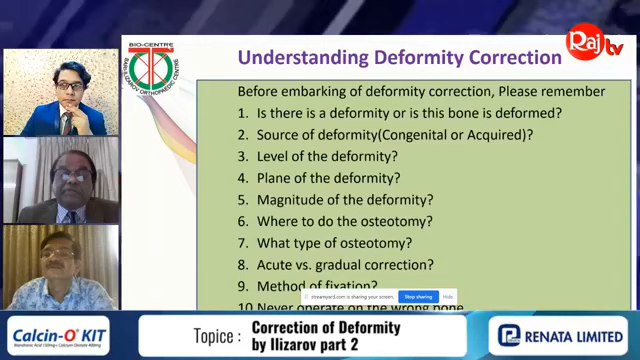 Raj
tv
BIO-CENTRE
BARI-ILIZAROV ORTHOPAEDIC CENTRE
Understanding Deformity Correction
Before embarking of deformity correction, Please remember
1. Is there is a deformity or is this bone is deformed?
2. Source of deformity(Congenital or Acquired)?
3. Level of the deformity?
4. Plane of the deformity?
5. Magnitude of the deformity?
6. Where to do the osteotomy?
7. What type of osteotomy?
8. Acute vs. gradual correction?
9. Method of fixation?
streamyard.com is sharing your screen.
Stop sharing
Hide
10. Never operate on the wrong bone
Calcin-O® KIT
Topice :
Correction of Deformity
by Ilizarov part 2
RENATA LIMITED